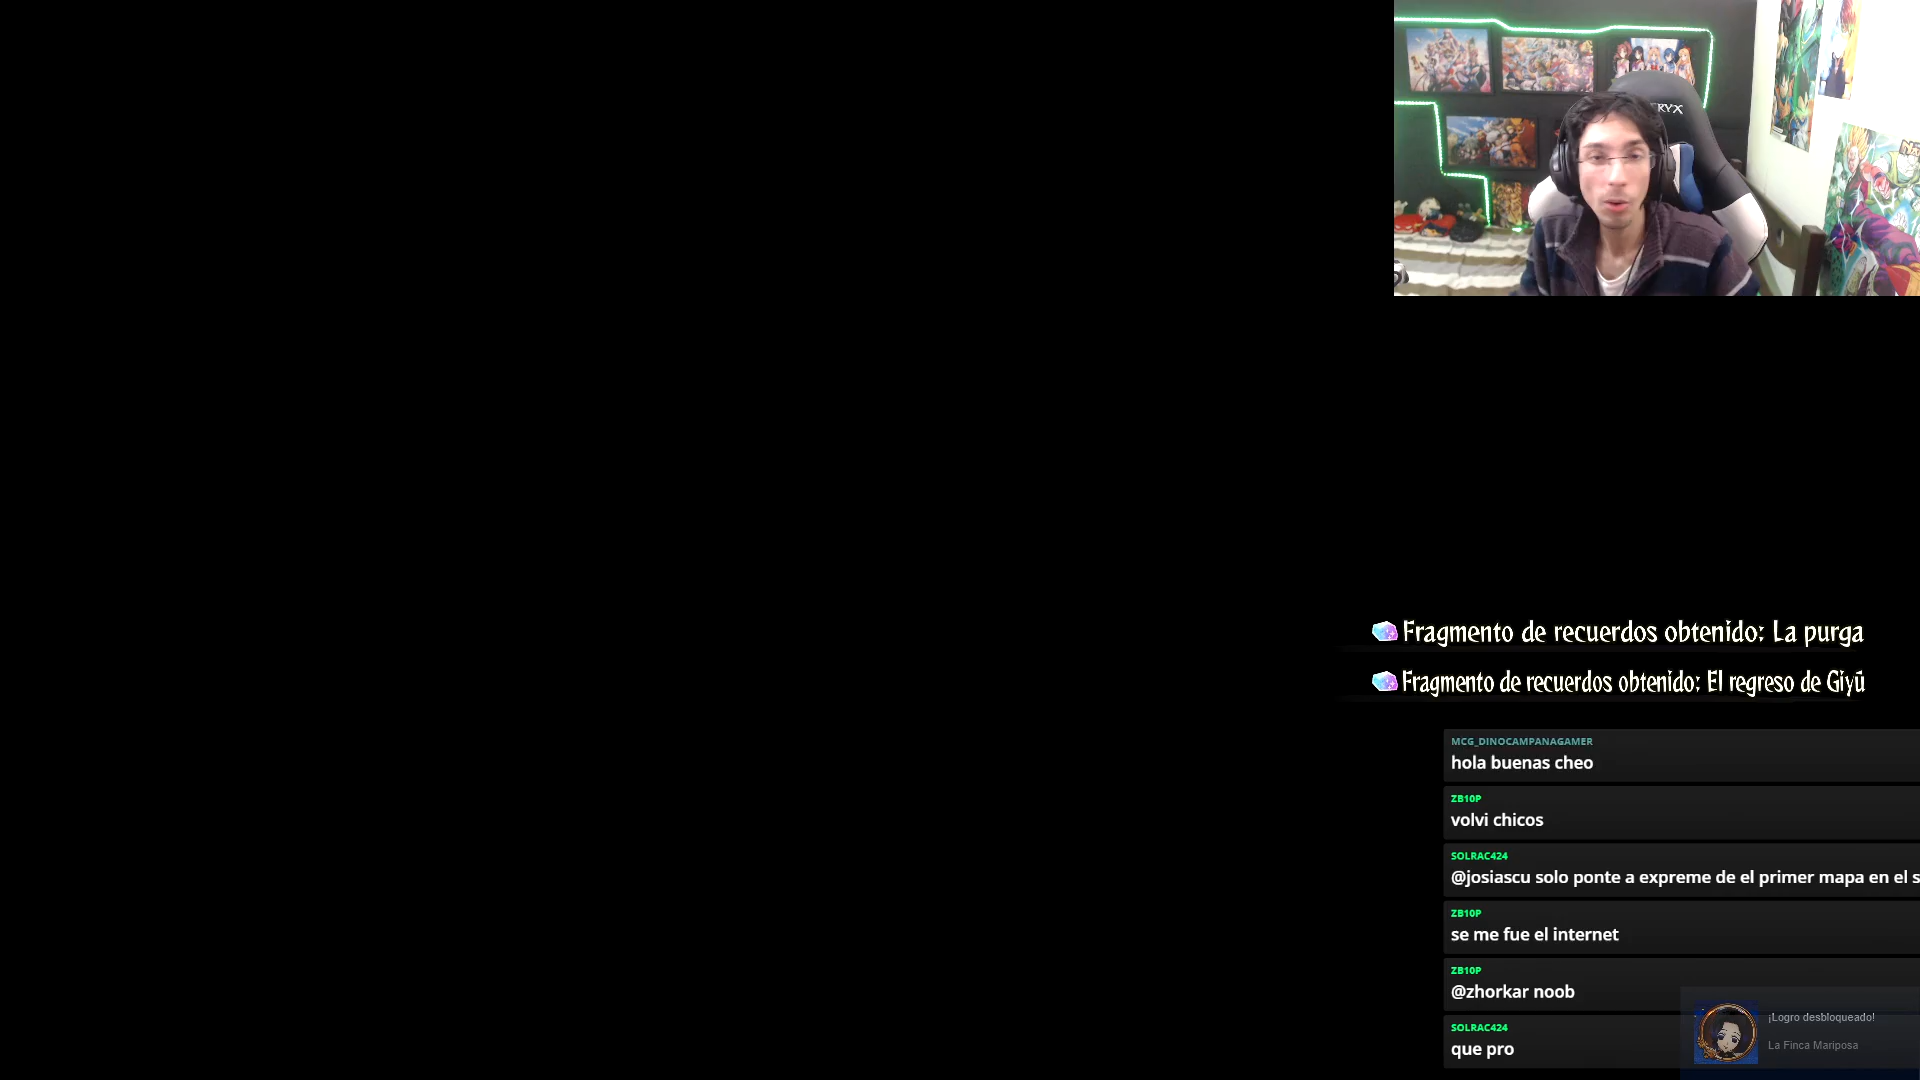 RYX
NA
Fragmento de recuerdos obtenido: La purga
Fragmento de recuerdos obtenido: El regreso de Giyū
MCG_DINOCAMPANAGAMER
hola buenas cheo
ZB10P
volvi chicos
SOLRAC424
@josiascu solo ponte a expreme de el primer mapa en el s
ZB10P
se me fue el internet
ZB10P
@zhorkar noob
SOLRAC424
que pro
¡Logro desbloqueado!
La Finca Mariposa